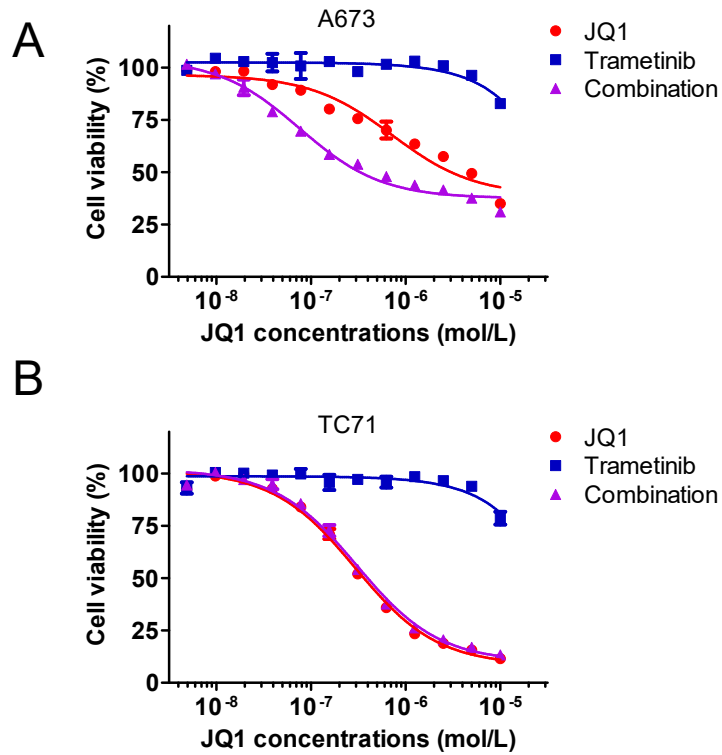 A
A673
JQ1
Trametinib
Combination
Cell viability (%)
100
75
50
25
0
10-8
10-7
10-6
10-5
JQ1 concentrations (mol/L)
B
TC71
JQ1
Trametinib
Combination
Cell viability (%)
100
75
50
25
0
10-8
10-7
10-6
10-5
JQ1 concentrations (mol/L)